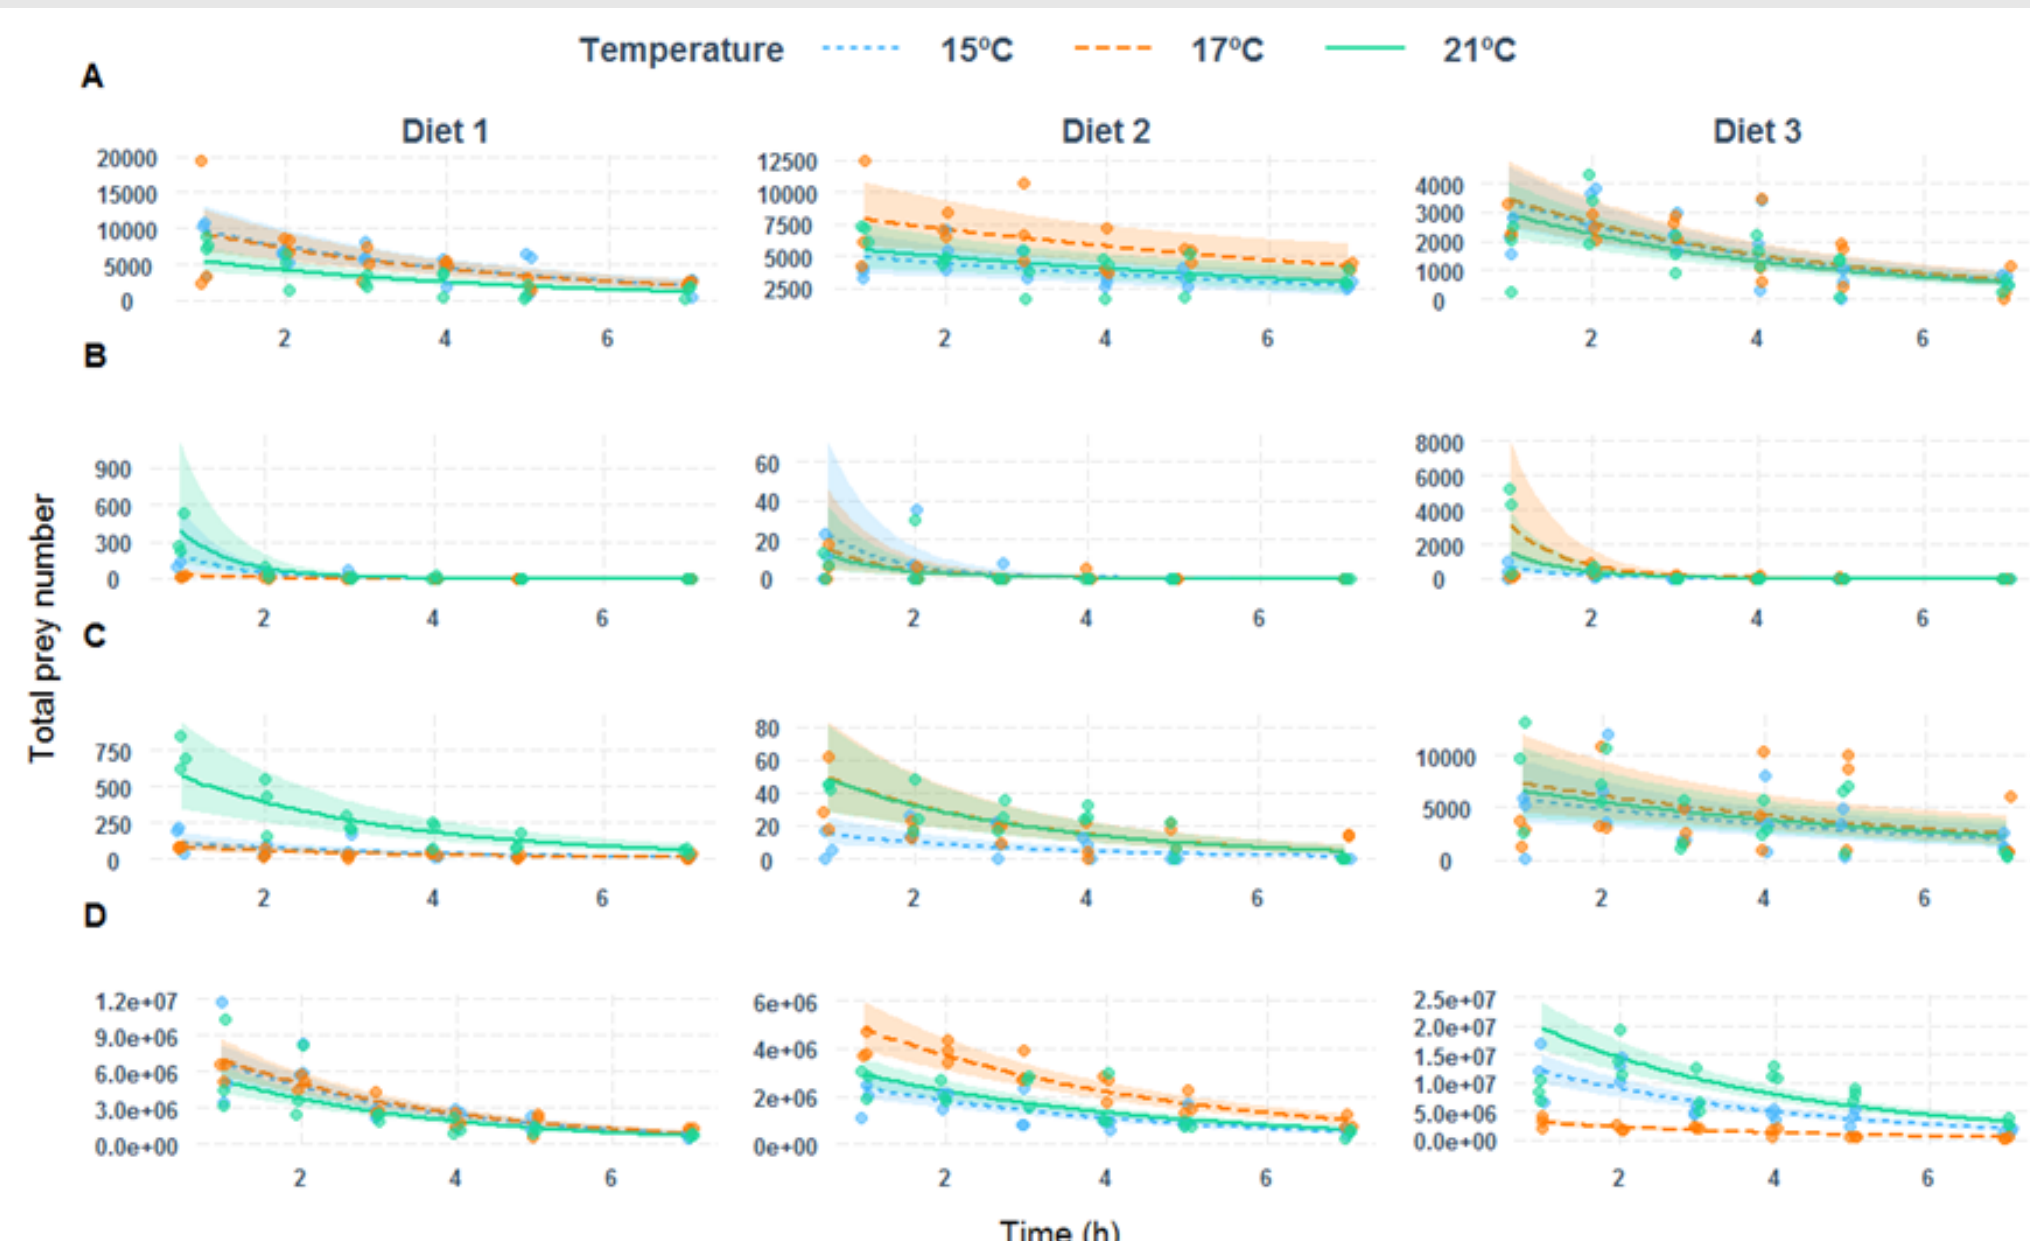 Temperature 15ºC 17ºC 21ºC
A
Diet 1 Diet 2 Diet 3
20000 15000 10000 5000 0
2 4 6
12500 10000 7500 5000 2500
2 4 6
4000 3000 2000 1000 0
2 4 6
B
900 600 300 0
2 4 6
60 40 20 0
2 4 6
8000 6000 4000 2000 0
2 4 6
Total prey number
C
750 500 250 0
2 4 6
80 60 40 20 0
2 4 6
10000 5000 0
2 4 6
D
1.2e+07 9.0e+06 6.0e+06 3.0e+06 0.0e+00
2 4 6
6e+06 4e+06 2e+06 0e+00
2 4 6
2.5e+07 2.0e+07 1.5e+07 1.0e+07 5.0e+06 0.0e+00
2 4 6
Time (h)